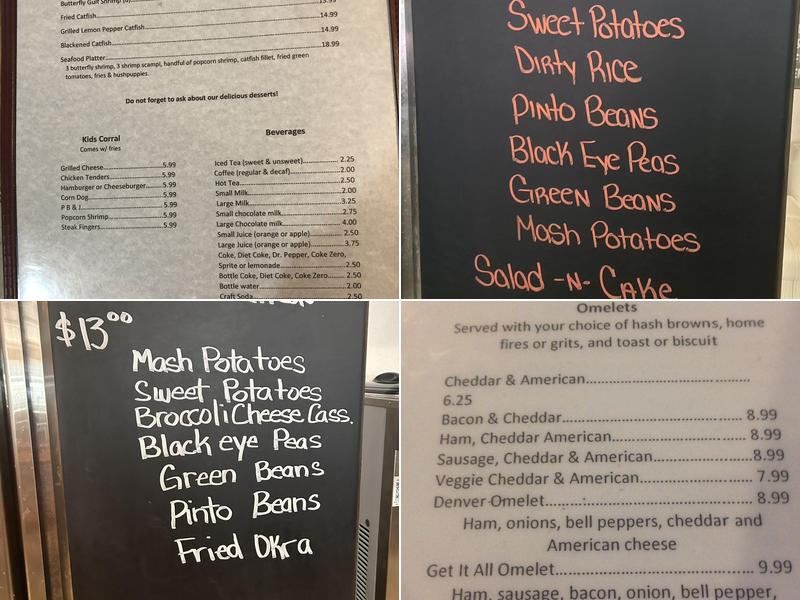 Butterfly Gulf Shrimp (6)..........15.99
Fried Catfish..........14.99
Grilled Lemon Pepper Catfish..........14.99
Blackened Catfish..........18.99
Seafood Platter..........
3 butterfly shrimp, 3 shrimp scampi, handful of popcorn shrimp, catfish fillet, fried green
tomatoes, fries & hushpuppies.
Do not forget to ask about our delicious desserts!
Kids Corral
Comes w/ fries
Grilled Cheese..........5.99
Chicken Tenders..........5.99
Hamburger or Cheeseburger..........5.99
Corn Dog..........5.99
P B & J..........5.99
Popcorn Shrimp..........5.99
Steak Fingers..........5.99
Beverages
Iced Tea (sweet & unsweet)..........2.25
Coffee (regular & decaf)..........2.00
Hot Tea..........2.50
Small Milk..........2.00
Large Milk..........3.25
Small chocolate milk..........2.75
Large Chocolate milk..........4.00
Small Juice (orange or apple)..........2.50
Large Juice (orange or apple)..........3.75
Coke, Diet Coke, Dr. Pepper, Coke Zero,
Sprite or lemonade..........2.50
Bottle Coke, Diet Coke, Coke Zero..........2.50
Bottle water..........2.00
Craft Soda..........2.50
Sweet Potatoes
Dirty Rice
Pinto Beans
Black Eye Peas
Green Beans
Mash Potatoes
Salad -N- Cake
$13.00
Mash Potatoes
Sweet Potatoes
Broccoli Cheese Cass.
Black eye Peas
Green Beans
Pinto Beans
Fried Okra
Omelets
Served with your choice of hash browns, home
fires or grits, and toast or biscuit
Cheddar & American..........
6.25
Bacon & Cheddar..........8.99
Ham, Cheddar American..........8.99
Sausage, Cheddar & American..........8.99
Veggie Cheddar & American..........7.99
Denver Omelet..........8.99
Ham, onions, bell peppers, cheddar and
American cheese
Get It All Omelet..........9.99
Ham, sausage, bacon, onion, bell pepper,